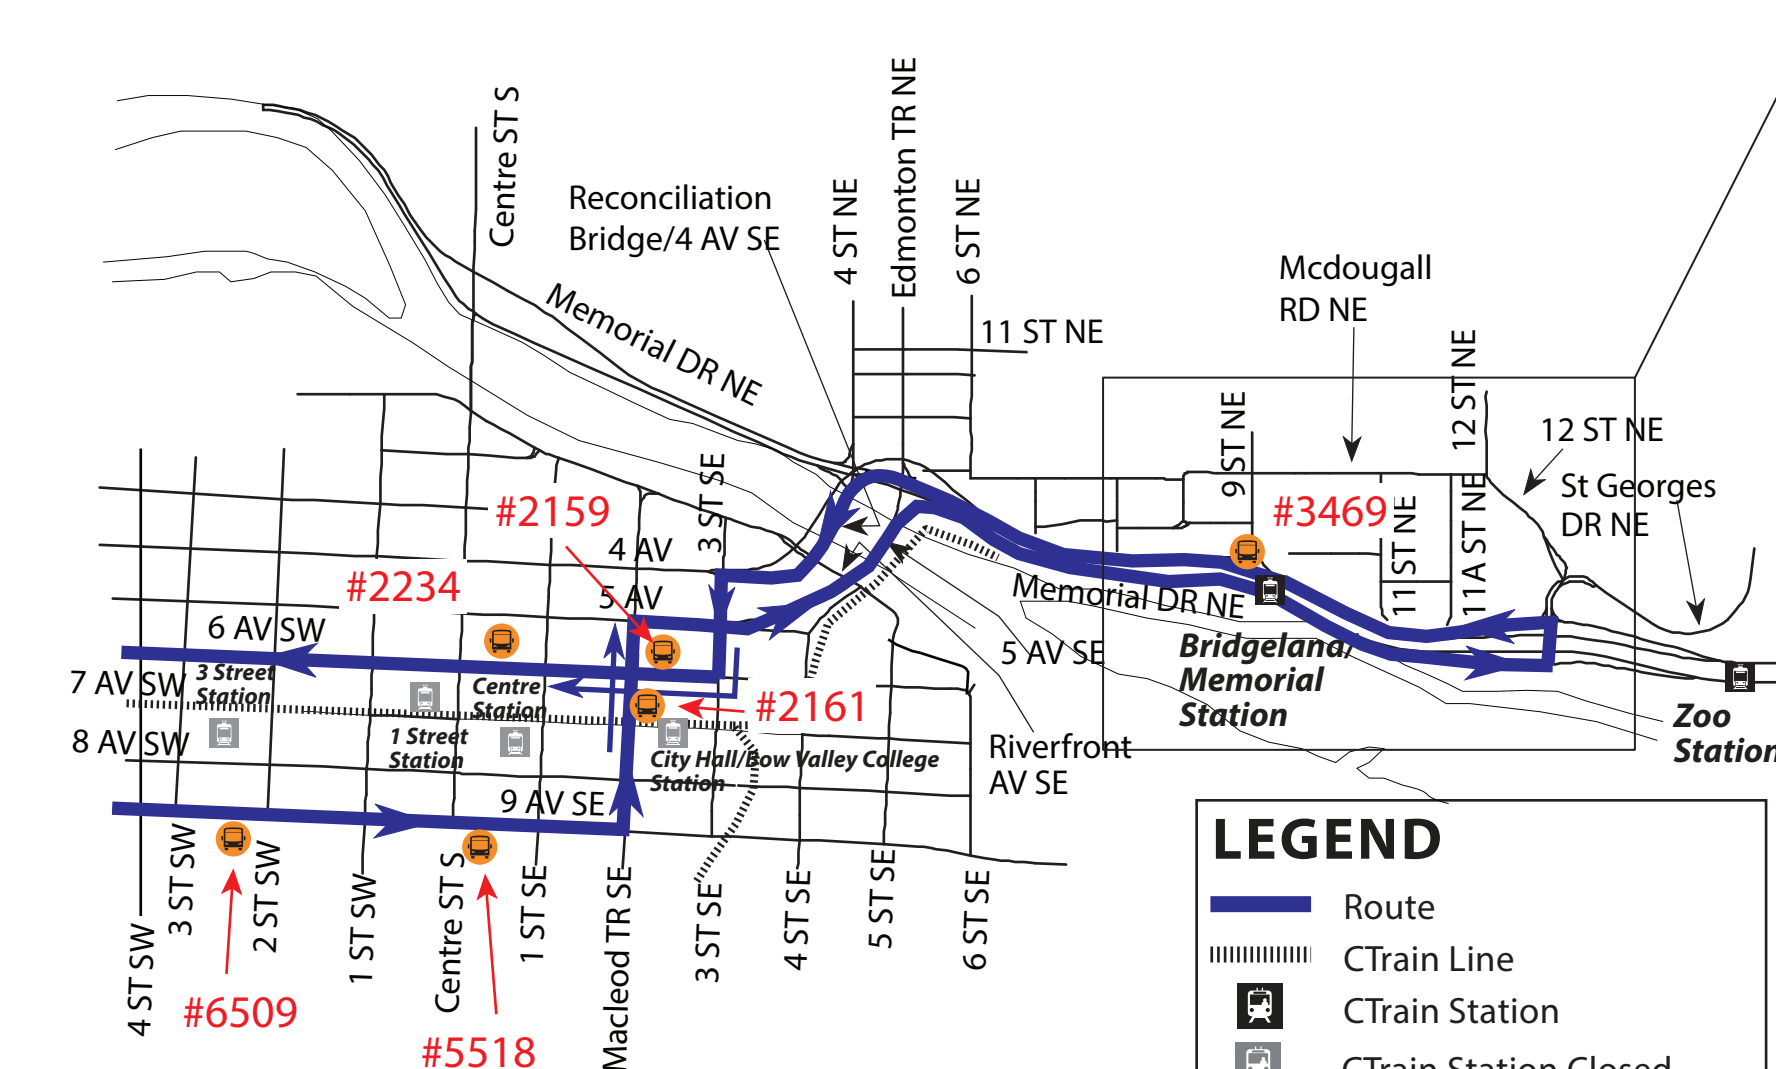 Centre ST S
Reconciliation
Bridge/4 AV SE
4 ST NE
Edmonton TR NE
6 ST NE
11 ST NE
Memorial DR NE
Mcdougall
RD NE
12 ST NE
9 ST NE
12 ST NE
St Georges
DR NE
#3469
11 ST NE
11A ST NE
3 ST SE
#2159
4 AV
#2234
5 AV
6 AV SW
Memorial DR NE
5 AV SE
Bridgeland/
Memorial
Station
7 AV SW
3 Street
Station
Centre
Station
#2161
Zoo
Station
8 AV SW
1 Street
Station
City Hall/Bow Valley College
Station
Riverfront
AV SE
9 AV SE
4 ST SW
3 ST SW
2 ST SW
1 ST SW
Centre ST S
1 ST SE
Macleod TR SE
3 ST SE
4 ST SE
5 ST SE
6 ST SE
#6509
#5518
LEGEND
Route
CTrain Line
CTrain Station
CTrain Station Closed